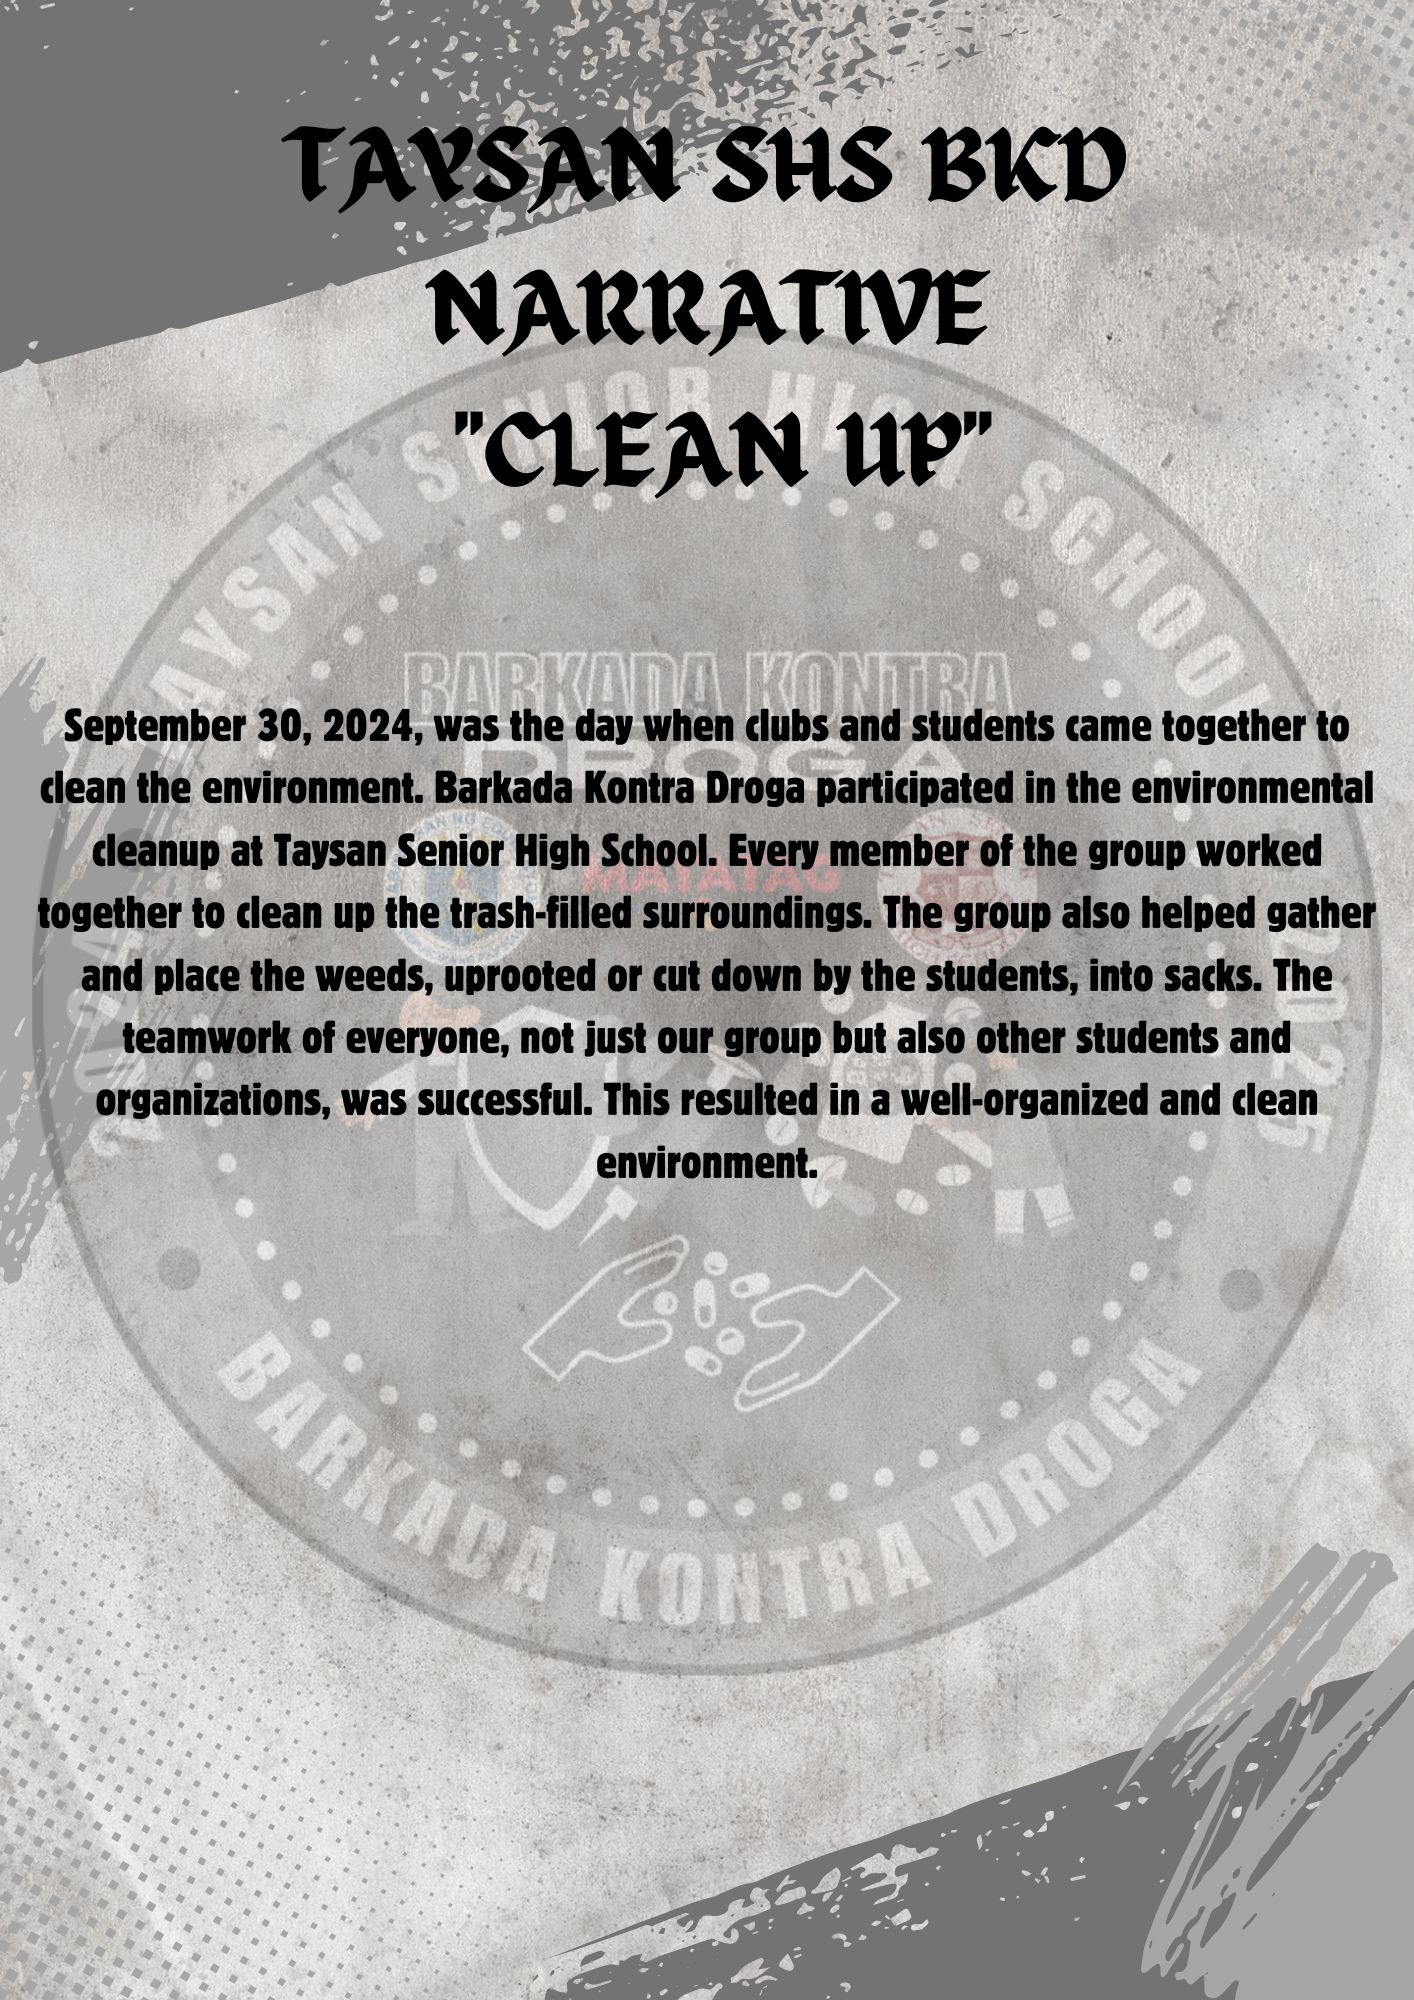 TAYSAN SHS BKD
NARRATIVE
"CLEAN UP"
TAYSAN SENIOR HIGH SCHOOL
BARKADA KONTRA
DROGA
MATATAG
September 30, 2024, was the day when clubs and students came together to
clean the environment. Barkada Kontra Droga participated in the environmental
cleanup at Taysan Senior High School. Every member of the group worked
together to clean up the trash-filled surroundings. The group also helped gather
and place the weeds, uprooted or cut down by the students, into sacks. The
teamwork of everyone, not just our group but also other students and
organizations, was successful. This resulted in a well-organized and clean
environment.
2024
2025
BARKADA KONTRA DROGA